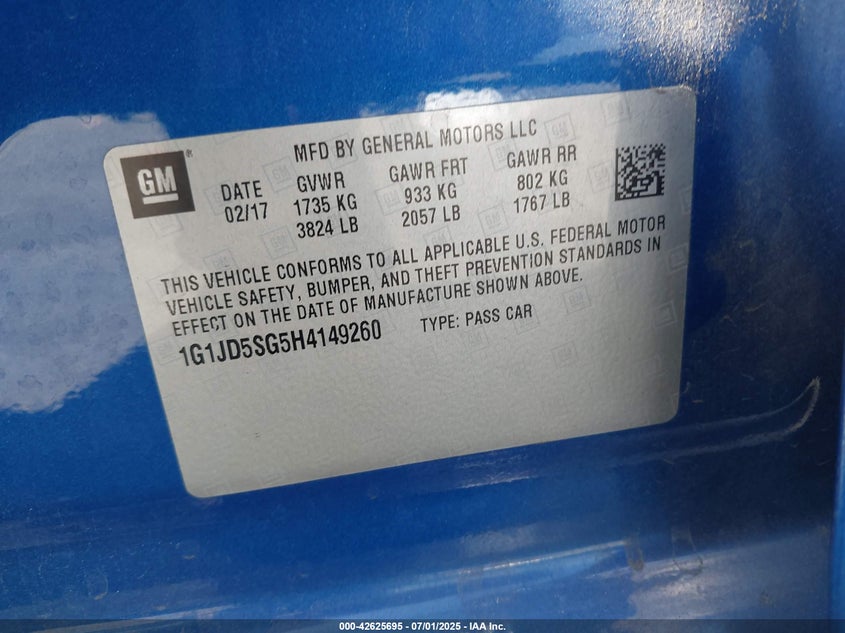 MFD BY GENERAL MOTORS LLC
GM®
DATE GVWR GAWR FRT GAWR RR
02/17 1735 KG 933 KG 802 KG
3824 LB 2057 LB 1767 LB
THIS VEHICLE CONFORMS TO ALL APPLICABLE U.S. FEDERAL MOTOR
VEHICLE SAFETY, BUMPER, AND THEFT PREVENTION STANDARDS IN
EFFECT ON THE DATE OF MANUFACTURE SHOWN ABOVE.
1G1JD5SG5H4149260 TYPE: PASS CAR
000-42625695 - 07/01/2025 - IAA Inc.